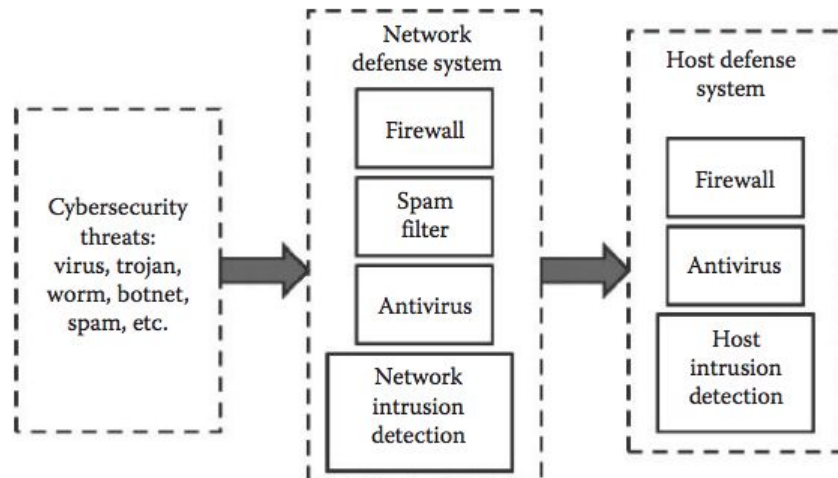 Cybersecurity
threats:
virus, trojan,
worm, botnet,
spam, etc.
Network
defense system
Firewall
Spam
filter
Antivirus
Network
intrusion
detection
Host defense
system
Firewall
Antivirus
Host
intrusion
detection